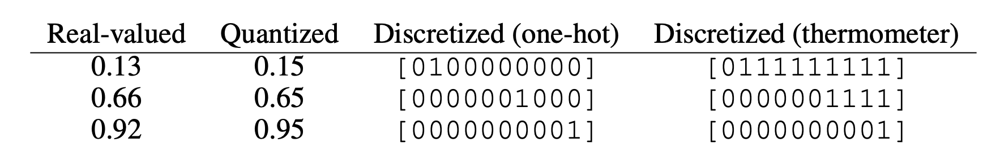 Real-valued Quantized Discretized (one-hot) Discretized (thermometer)
0.13 0.15 [0100000000] [0111111111]
0.66 0.65 [0000001000] [0000001111]
0.92 0.95 [0000000001] [0000000001]